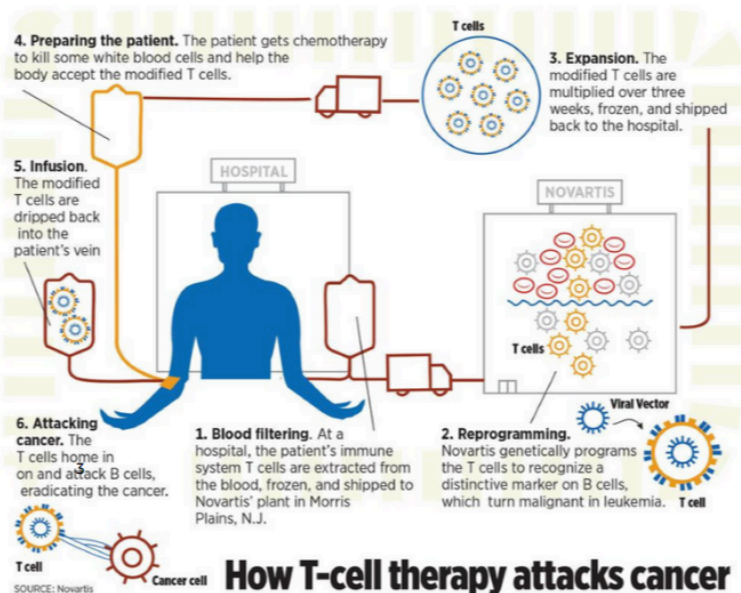 4. Preparing the patient. The patient gets chemotherapy
to kill some white blood cells and help the
body accept the modified T cells.
T cells
3. Expansion. The
modified T cells are
multiplied over three
weeks, frozen, and shipped
back to the hospital.
5. Infusion.
The modified
T cells are
dripped back
into the
patient's vein
HOSPITAL
NOVARTIS
T cells
6. Attacking
cancer. The
T cells home in
on and attack B cells,
eradicating the cancer.
3
1. Blood filtering. At a
hospital, the patient's immune
system T cells are extracted from
the blood, frozen, and shipped to
Novartis' plant in Morris
Plains, N.J.
2. Reprogramming.
Novartis genetically programs
the T cells to recognize a
distinctive marker on B cells,
which turn malignant in leukemia.
Viral Vector
T cell
T cell
Cancer cell
SOURCE: Novartis
How T-cell therapy attacks cancer